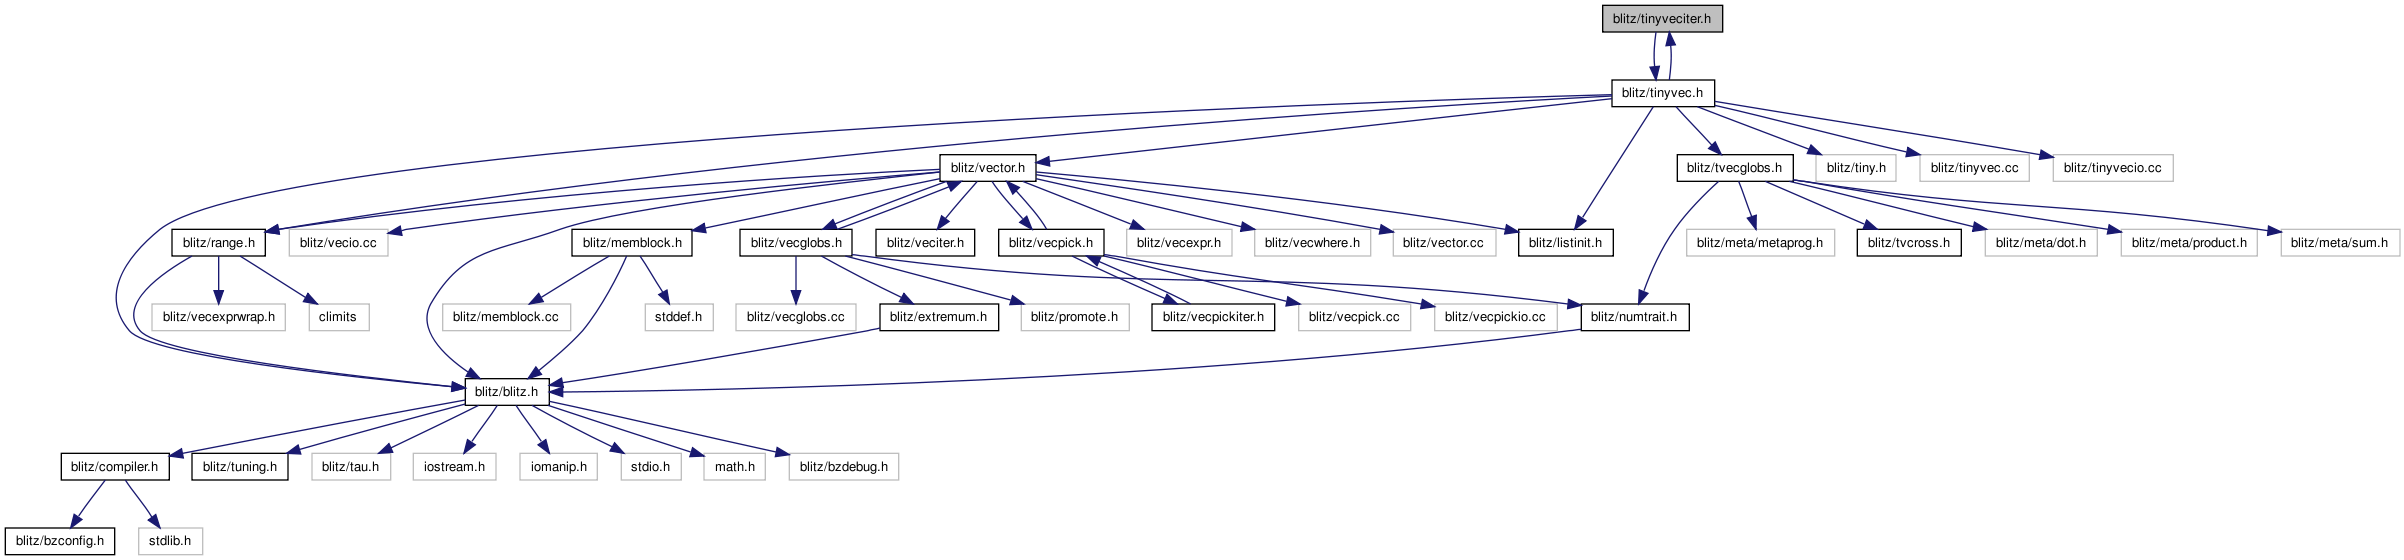 blitz/tinyveciter.h
blitz/tinyvec.h
blitz/vector.h
blitz/tvecglobs.h
blitz/tiny.h
blitz/tinyvec.cc
blitz/tinyvecio.cc
blitz/range.h
blitz/vecio.cc
blitz/memblock.h
blitz/vecglobs.h
blitz/veciter.h
blitz/vecpick.h
blitz/vecexpr.h
blitz/vecwhere.h
blitz/vector.cc
blitz/listinit.h
blitz/meta/metaprog.h
blitz/tvcross.h
blitz/meta/dot.h
blitz/meta/product.h
blitz/meta/sum.h
blitz/vecexprwrap.h
climits
blitz/memblock.cc
stddef.h
blitz/vecglobs.cc
blitz/extremum.h
blitz/promote.h
blitz/vecpickiter.h
blitz/vecpick.cc
blitz/vecpickio.cc
blitz/numtrait.h
blitz/blitz.h
blitz/compiler.h
blitz/tuning.h
blitz/tau.h
iostream.h
iomanip.h
stdio.h
math.h
blitz/bzdebug.h
blitz/bzconfig.h
stdlib.h